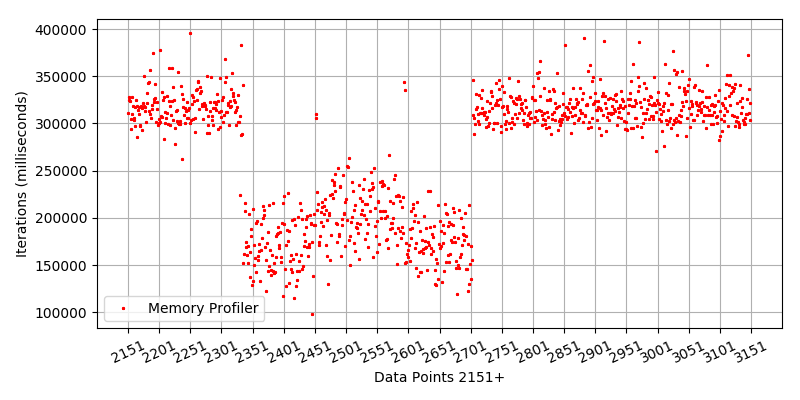 400000
350000
300000
250000
200000
150000
100000
Iterations (milliseconds)
Memory Profiler
2151 2201 2251 2301 2351 2401 2451 2501 2551 2601 2651 2701 2751 2801 2851 2901 2951 3001 3051 3101 3151
Data Points 2151+